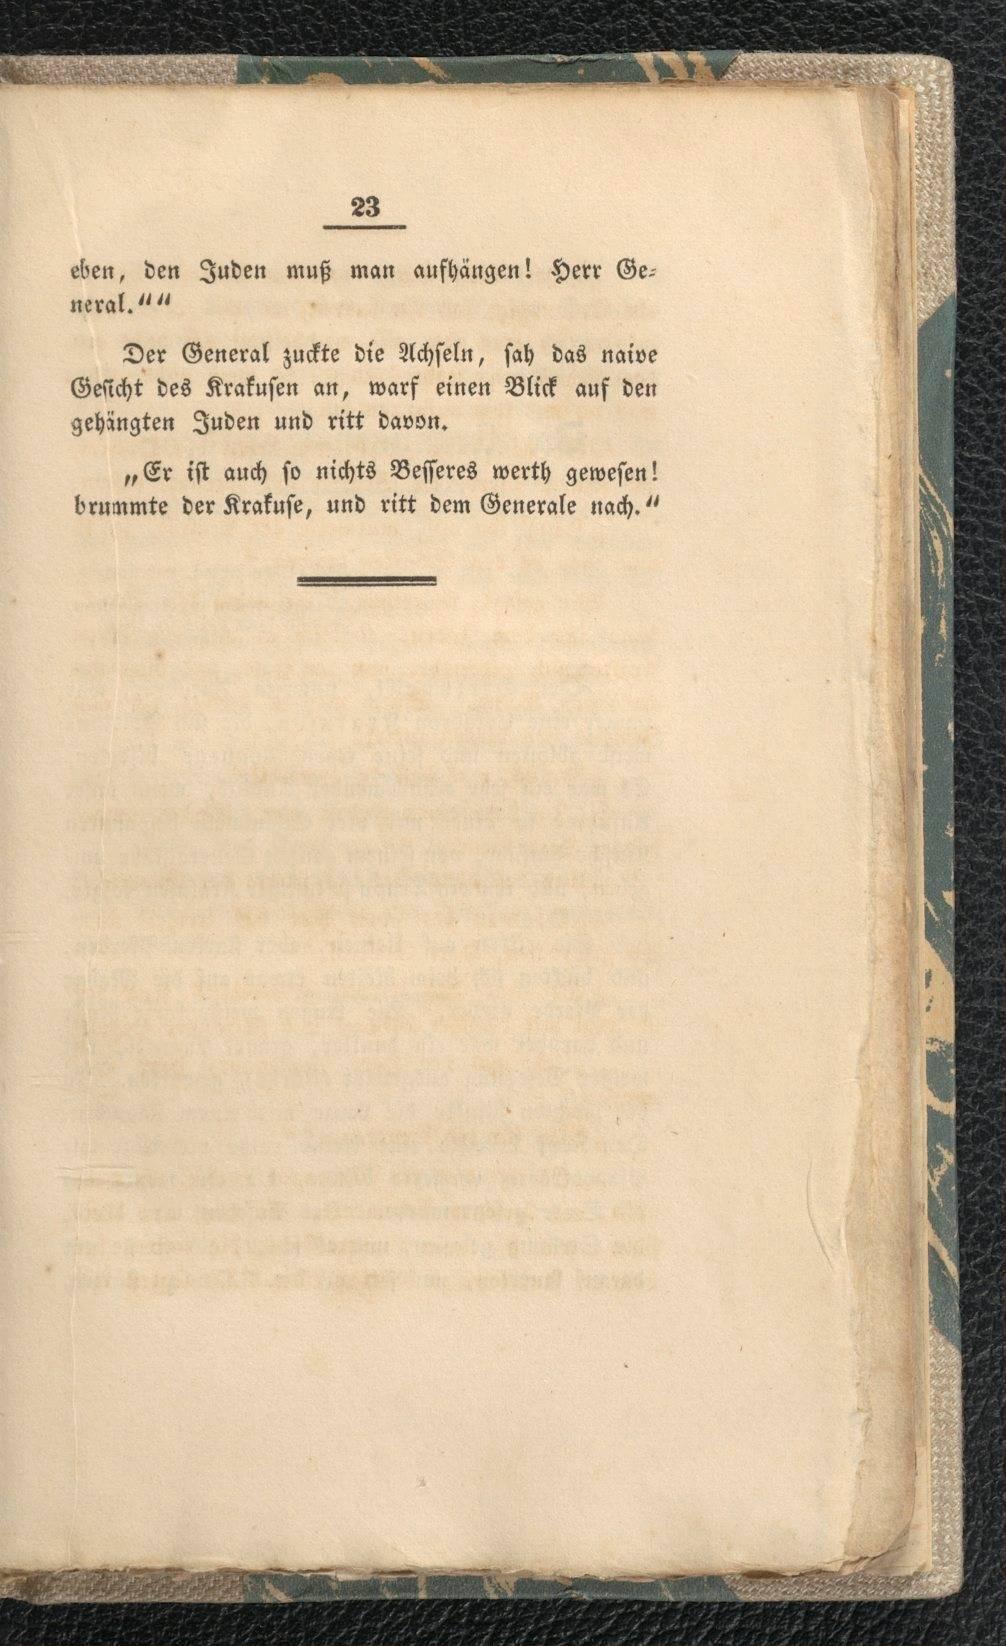 23
eben, den Juden muß man aufhängen! Herr Ge-
neral.““
Der General zuckte die Achseln, sah das naive
Gesicht des Krakusen an, warf einen Blick auf den
gehängten Juden und ritt davon.
„Er ist auch so nichts Besseres werth gewesen!
brummte der Krakuse, und ritt dem Generale nach.“